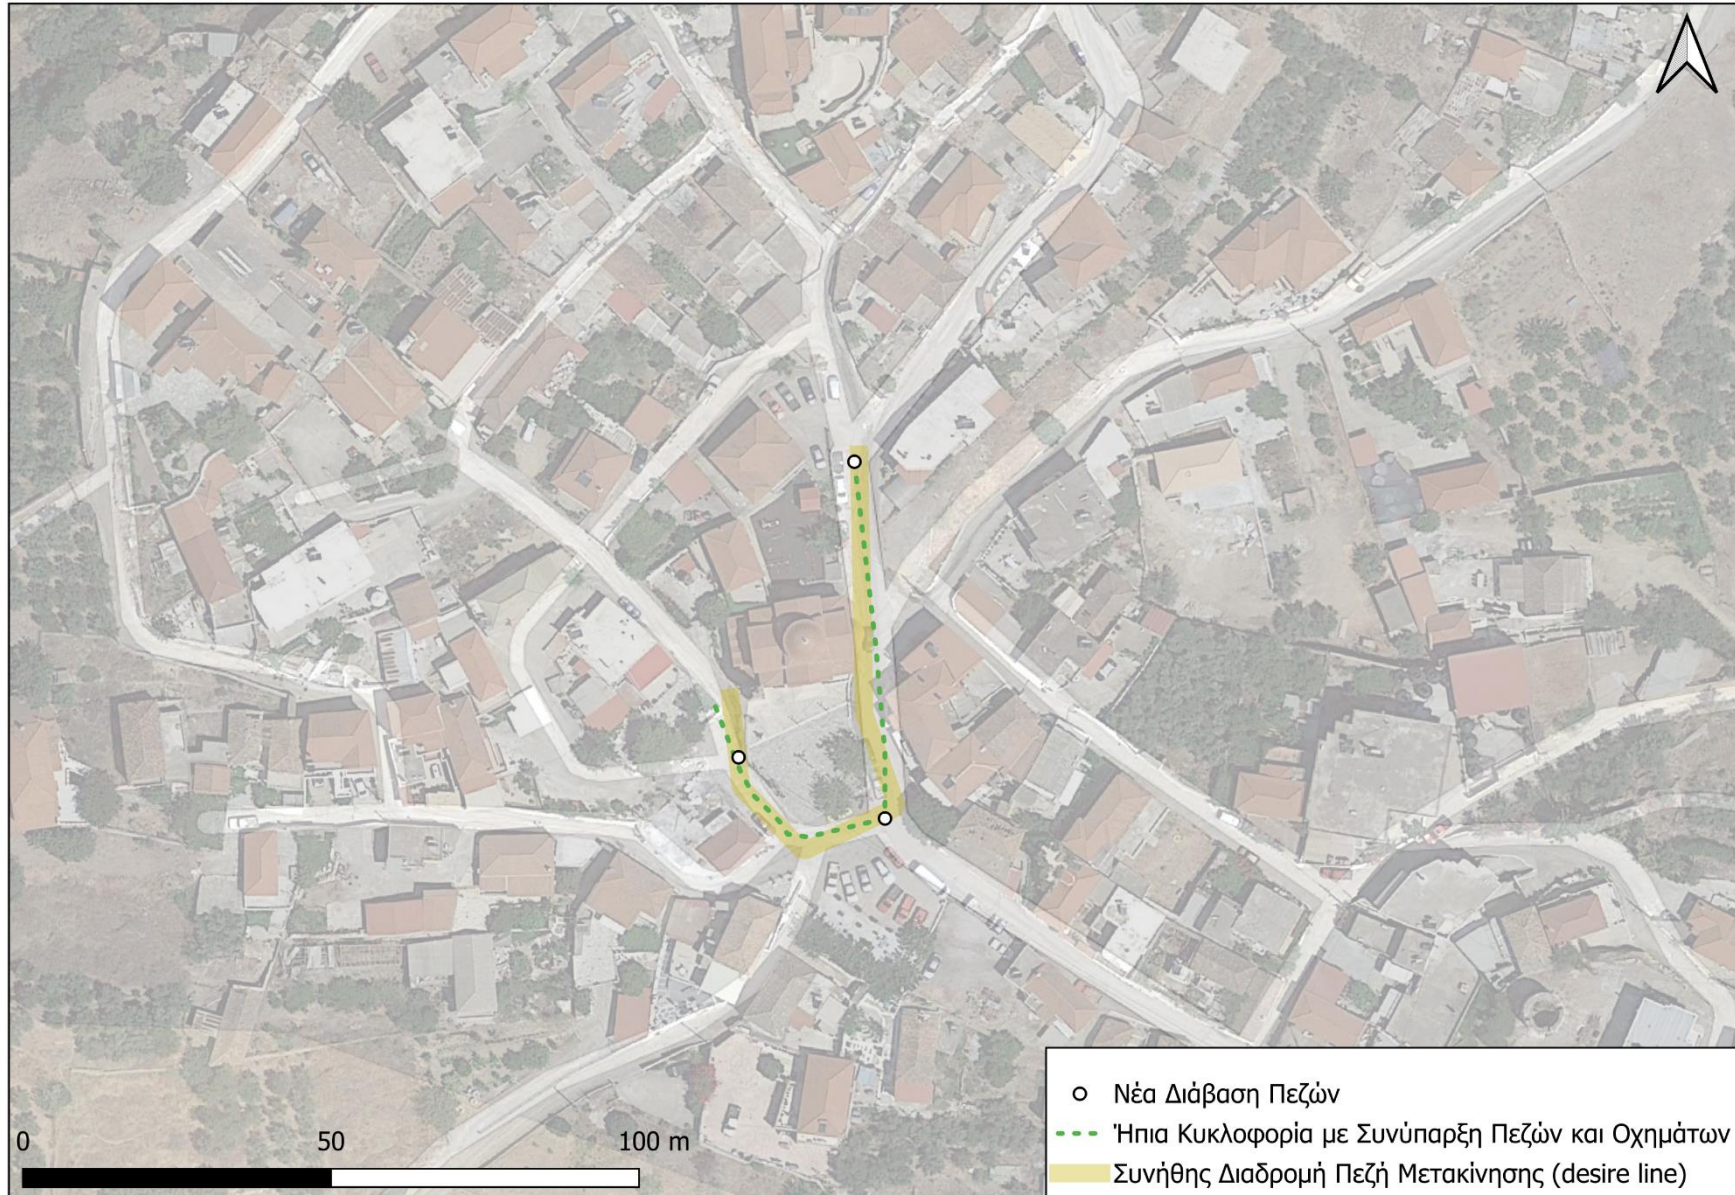 0 50 100 m
Νέα Διάβαση Πεζών
Ήπια Κυκλοφορία με Συνύπαρξη Πεζών και Οχημάτων
Συνήθης Διαδρομή Πεζή Μετακίνησης (desire line)